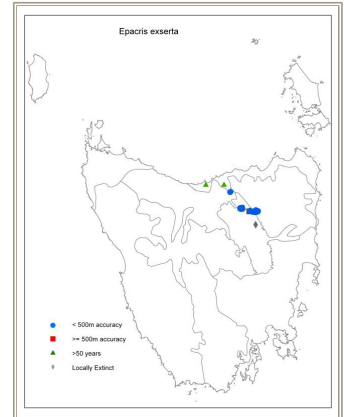 Epacris exserta
< 500m accuracy
>= 500m accuracy
>50 years
Locally Extinct